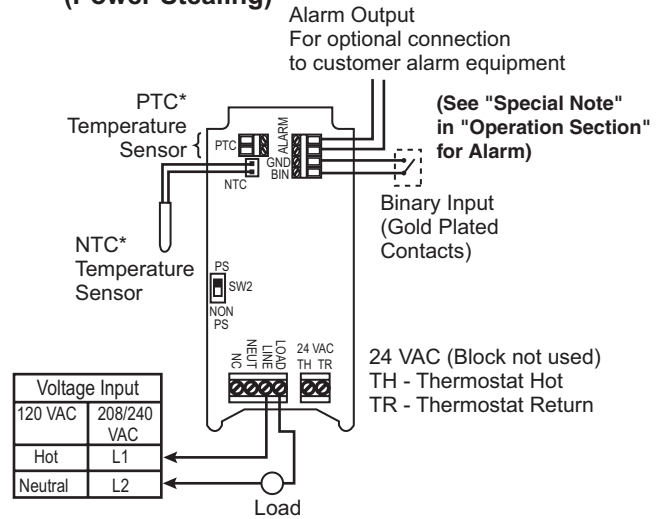 (Power Stealing)
Alarm Output
For optional connection
to customer alarm equipment
(See "Special Note"
in "Operation Section"
for Alarm)
PTC*
Temperature
Sensor
PTC
ALARM
GND
BIN
NTC
Binary Input
(Gold Plated
Contacts)
NTC*
Temperature
Sensor
PS
SW2
NON
PS
NC
NEUT
LINE
LOAD
24 VAC
TH TR
24 VAC (Block not used)
TH - Thermostat Hot
TR - Thermostat Return
Voltage Input
120 VAC 208/240
VAC
Hot L1
Neutral L2
Load